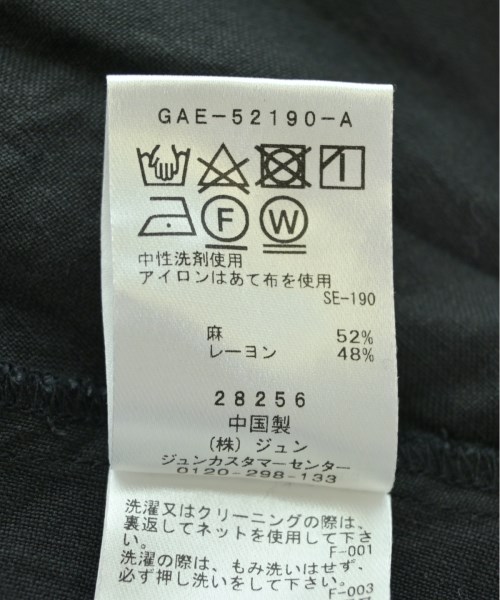 GAE-52190-A
F W
中性洗剤使用
アイロンはあて布を使用
SE-190
麻 52%
レーヨン 48%
28256
中国製
(株) ジュン
ジュンカスタマーセンター
0120-298-133
洗濯又はクリーニングの際は、
裏返してネットを使用して下さ
い。
F-001
洗濯の際は、もみ洗いはせず、
必ず押し洗いをして下さい。
F-003